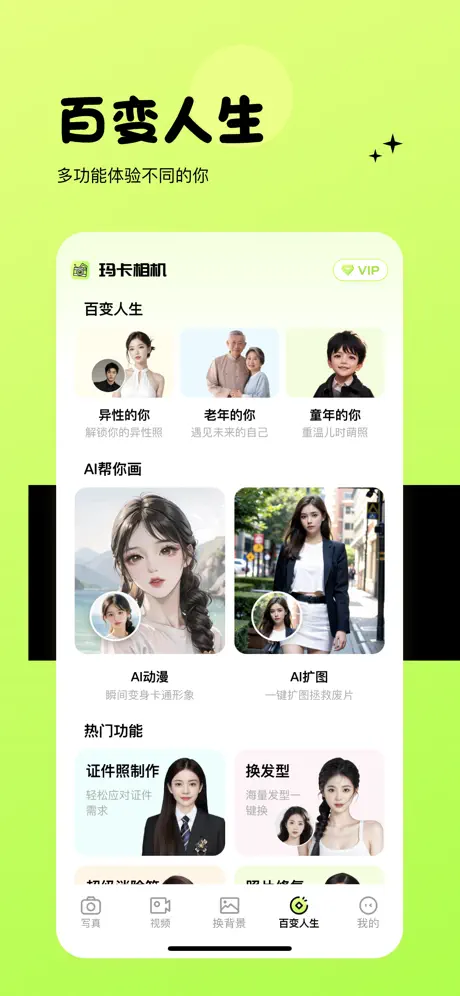 百变人生
多功能体验不同的你
玛卡相机
VIP
百变人生
异性的你
老年的你
童年的你
解锁你的异性照
遇见未来的自己
重温儿时萌照
AI帮你画
AI动漫
AI扩图
瞬间变身卡通形象
一键扩图拯救废片
热门功能
证件照制作
轻松应对证件
需求
换发型
海量发型一
键换
写真
视频
换背景
百变人生
我的